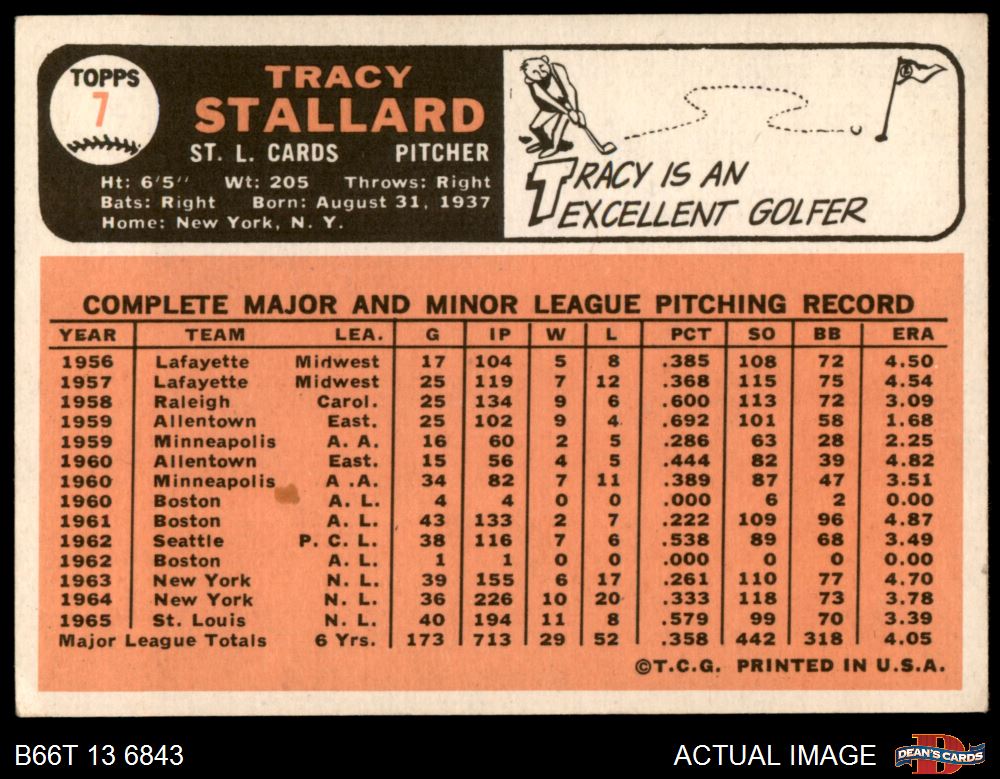 TOPPS
7
TRACY
STALLARD
ST. L. CARDS PITCHER
Ht: 6'5'' Wt: 205 Throws: Right
Bats: Right Born: August 31, 1937
Home: New York, N. Y.
TRACY IS AN
EXCELLENT GOLFER
COMPLETE MAJOR AND MINOR LEAGUE PITCHING RECORD
YEAR TEAM LEA. G IP W L PCT SO BB ERA
1956 Lafayette Midwest 17 104 5 8 .385 108 72 4.50
1957 Lafayette Midwest 25 119 7 12 .368 115 75 4.54
1958 Raleigh Carol. 25 134 9 6 .600 113 72 3.09
1959 Allentown East. 25 102 9 4 .692 101 58 1.68
1959 Minneapolis A. A. 16 60 2 5 .286 63 28 2.25
1960 Allentown East. 15 56 4 5 .444 82 39 4.82
1960 Minneapolis A .A. 34 82 7 11 .389 87 47 3.51
1960 Boston A. L. 4 4 0 0 .000 6 2 0.00
1961 Boston A. L. 43 133 2 7 .222 109 96 4.87
1962 Seattle P. C. L. 38 116 7 6 .538 89 68 3.49
1962 Boston A. L. 1 1 0 0 .000 0 0 0.00
1963 New York N. L. 39 155 6 17 .261 110 77 4.70
1964 New York N. L. 36 226 10 20 .333 118 73 3.78
1965 St. Louis N. L. 40 194 11 8 .579 99 70 3.39
Major League Totals 6 Yrs. 173 713 29 52 .358 442 318 4.05
©T.C.G. PRINTED IN U.S.A.
B66T 13 6843
ACTUAL IMAGE
D
DEAN'S CARDS